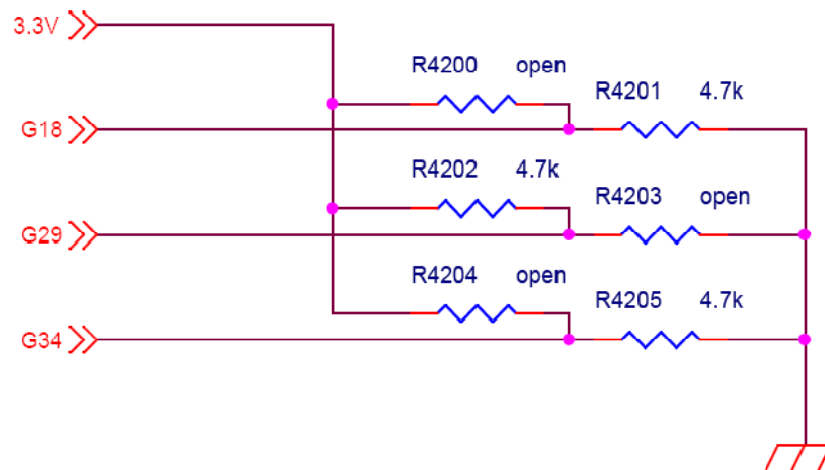 3.3V
R4200 open
R4201 4.7k
G18
R4202 4.7k
R4203 open
G29
R4204 open
R4205 4.7k
G34